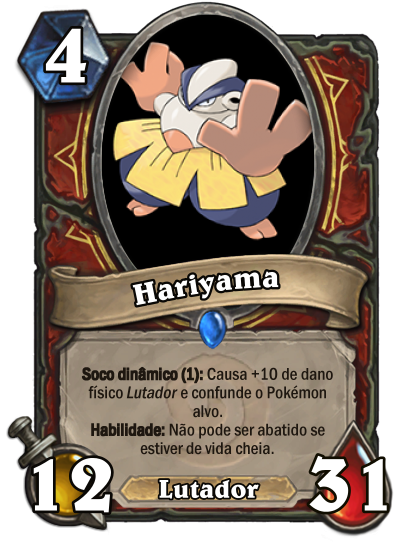 4
Hariyama
Soco dinâmico (1): Causa +10 de dano
físico Lutador e confunde o Pokémon
alvo.
Habilidade: Não pode ser abatido se
estiver de vida cheia.
12
Lutador
31